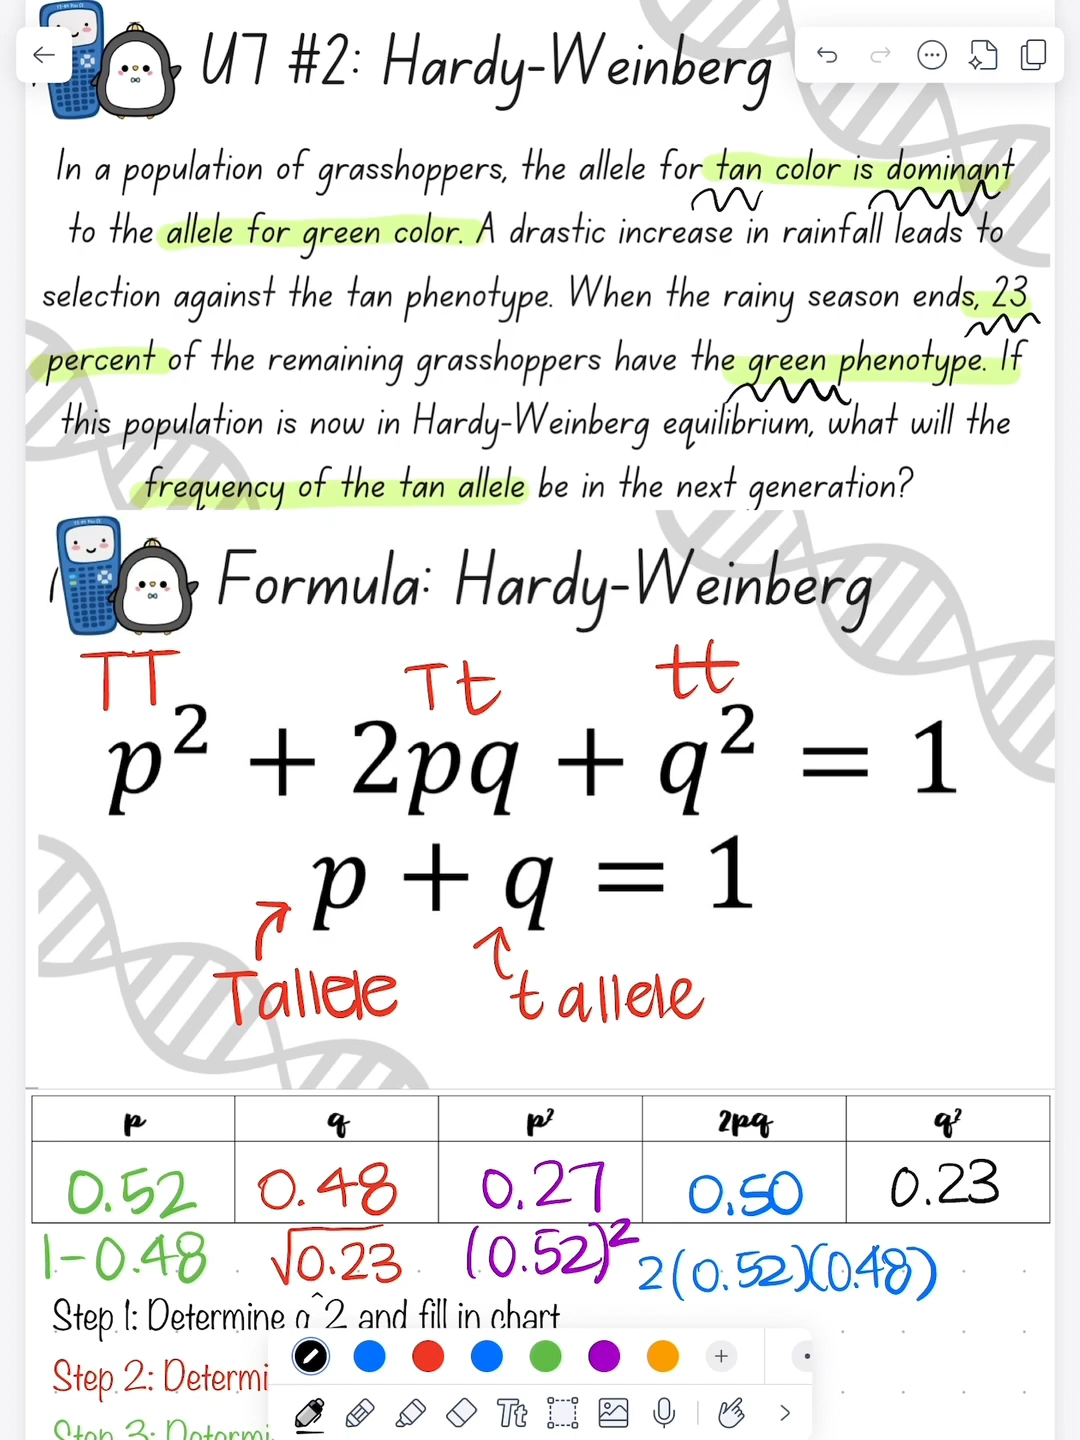 U7 #2: Hardy-Weinberg
In a population of grasshoppers, the allele for tan color is dominant
to the allele for green color. A drastic increase in rainfall leads to
selection against the tan phenotype. When the rainy season ends, 23
percent of the remaining grasshoppers have the green phenotype. If
this population is now in Hardy-Weinberg equilibrium, what will the
frequency of the tan allele be in the next generation?
Formula: Hardy-Weinberg
TT Tt tt
p² + 2pq + q² = 1
p + q = 1
T allele t allele
p q p² 2pq q²
0.52 0.48 0.27 0.50 0.23
1-0.48 √0.23 (0.52)² 2(0.52)(0.48)
Step 1: Determine q^2 and fill in chart
Step 2:
Step 3:
Tt